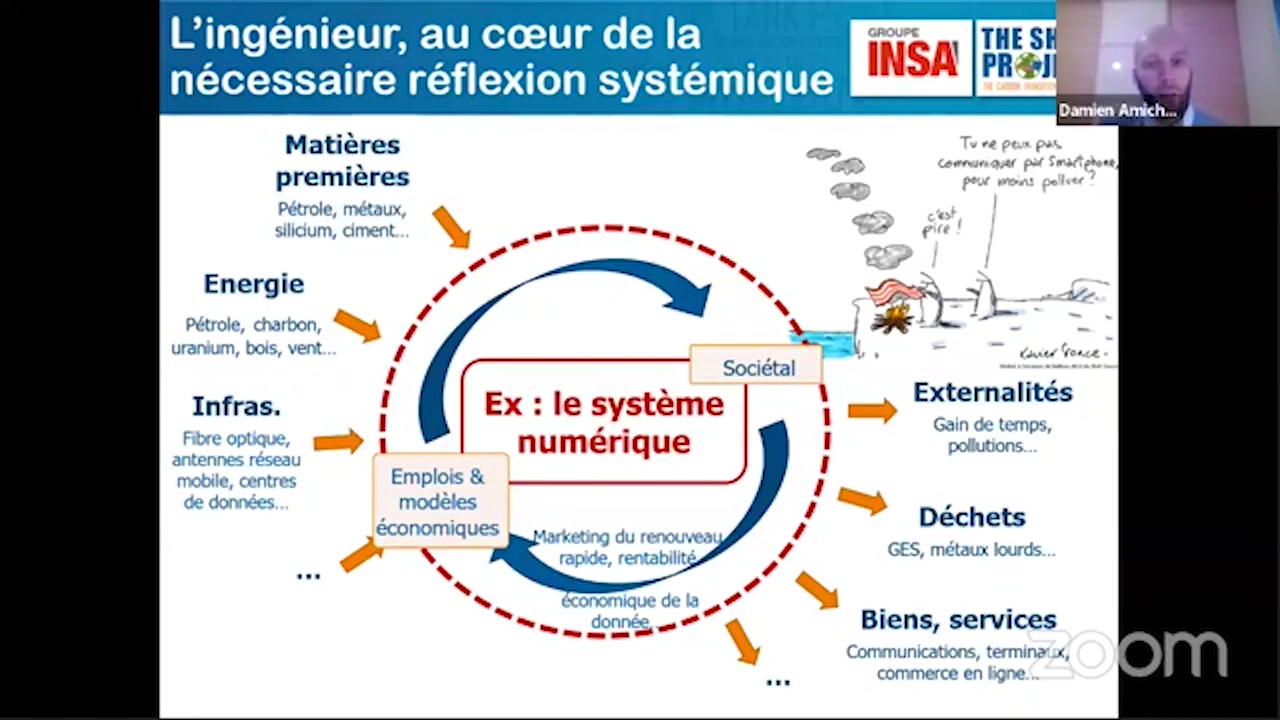 L'ingénieur, au cœur de la
nécessaire réflexion systémique
GROUPE
INSA
THE SH
PROJ
Damien Amich...
Matières
premières
Pétrole, métaux,
silicium, ciment...
Tu ne peux pas
communiquer par Smartphone,
pour moins polluer ?
c'est
pire !
Energie
Pétrole, charbon,
uranium, bois, vent...
Sociétal
Ex : le système
numérique
Infras.
Fibre optique,
antennes réseau
mobile, centres
de données...
Emplois &
modèles
économiques
Marketing du renouveau
rapide, rentabilité
économique de la
donnée...
...
Externalités
Gain de temps,
pollutions...
Déchets
GES, métaux lourds...
Biens, services
Communications, terminaux,
commerce en ligne...
...
zoom